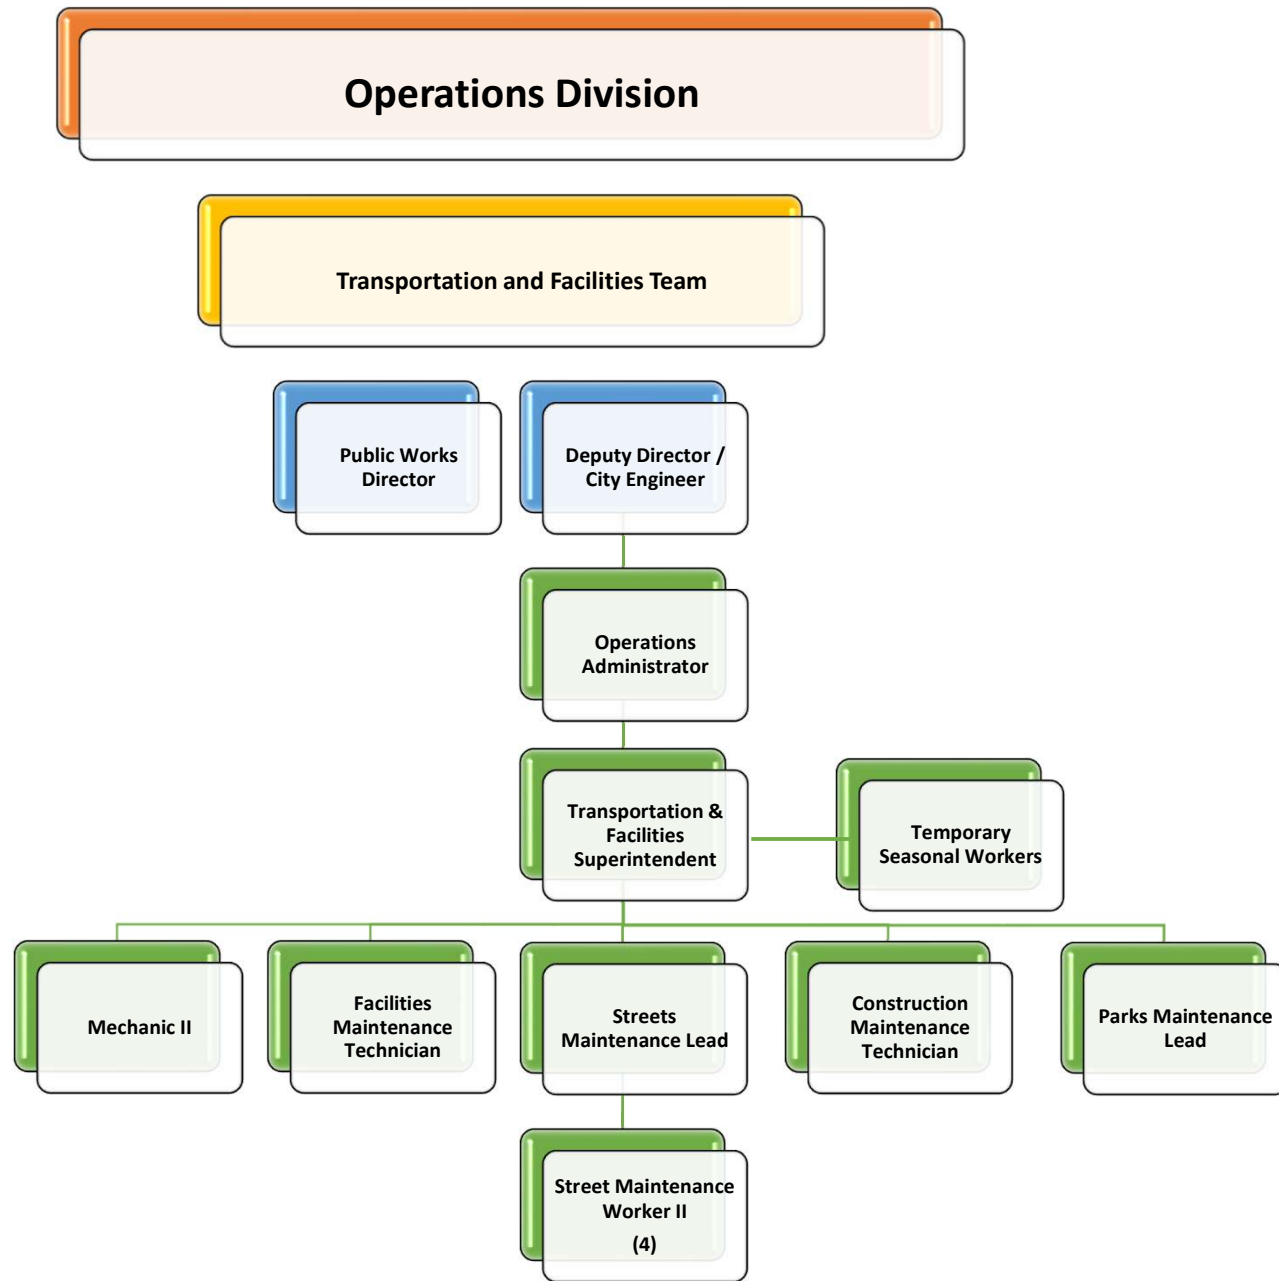 Operations Division
Transportation and Facilities Team
Public Works
Director
Deputy Director /
City Engineer
Operations
Administrator
Transportation &
Facilities
Superintendent
Temporary
Seasonal Workers
Mechanic II
Facilities
Maintenance
Technician
Streets
Maintenance Lead
Construction
Maintenance
Technician
Parks Maintenance
Lead
Street Maintenance
Worker II
(4)